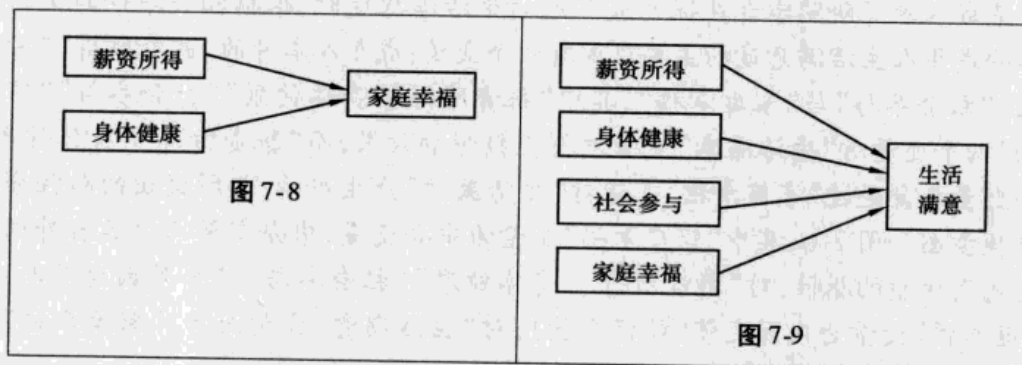 薪资所得
身体健康
家庭幸福
图 7-8
薪资所得
身体健康
社会参与
家庭幸福
生活
满意
图 7-9